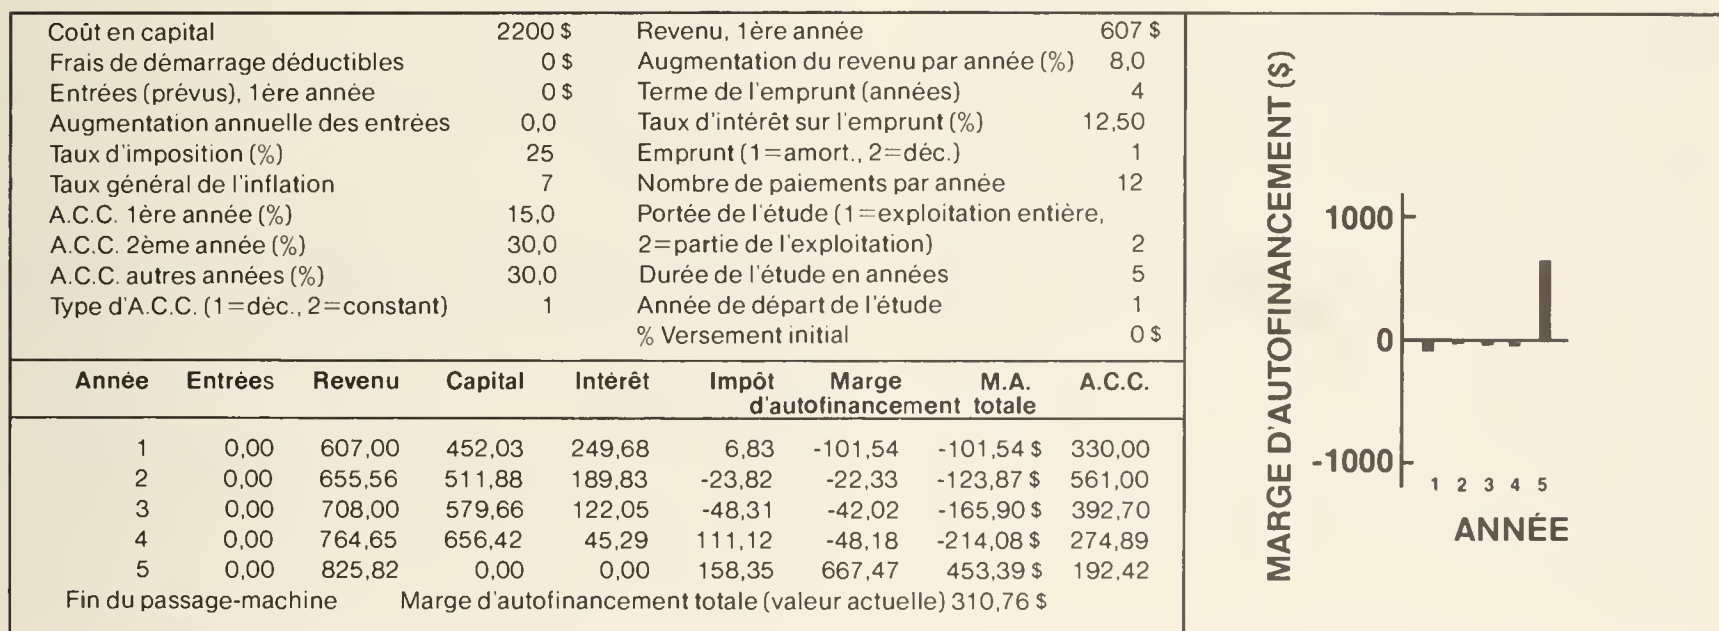 Coût en capital 2200 $
Frais de démarrage déductibles 0 $
Entrées (prévus), 1ère année 0 $
Augmentation annuelle des entrées 0,0
Taux d'imposition (%) 25
Taux général de l'inflation 7
A.C.C. 1ère année (%) 15,0
A.C.C. 2ème année (%) 30,0
A.C.C. autres années (%) 30,0
Type d'A.C.C. (1=déc., 2=constant) 1
Revenu, 1ère année 607 $
Augmentation du revenu par année (%) 8,0
Terme de l'emprunt (années) 4
Taux d'intérêt sur l'emprunt (%) 12,50
Emprunt (1=amort., 2=déc.) 1
Nombre de paiements par année 12
Portée de l'étude (1=exploitation entière,
2=partie de l'exploitation) 2
Durée de l'étude en années 5
Année de départ de l'étude 1
% Versement initial 0 $
Année Entrées Revenu Capital Intérêt Impôt Marge M.A. A.C.C.
d'autofinancement totale
1 0,00 607,00 452,03 249,68 6,83 -101,54 -101,54 $ 330,00
2 0,00 655,56 511,88 189,83 -23,82 -22,33 -123,87 $ 561,00
3 0,00 708,00 579,66 122,05 -48,31 -42,02 -165,90 $ 392,70
4 0,00 764,65 656,42 45,29 111,12 -48,18 -214,08 $ 274,89
5 0,00 825,82 0,00 0,00 158,35 667,47 453,39 $ 192,42
Fin du passage-machine Marge d'autofinancement totale (valeur actuelle) 310,76 $
MARGE D'AUTOFINANCEMENT ($)
1000
0
-1000
1 2 3 4 5
ANNÉE